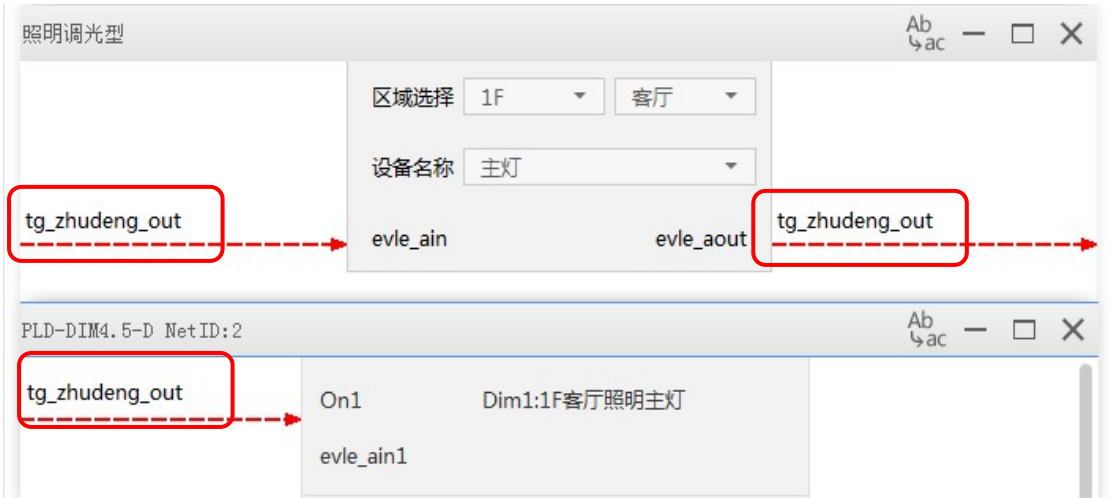 照明调光型
Ab
ac
区域选择 1F 客厅
设备名称 主灯
tg_zhudeng_out
tg_zhudeng_out
evle_ain evle_aout
PLD-DIM4.5-D NetID:2
Ab
ac
tg_zhudeng_out
On1 Dim1:1F客厅照明主灯
evle_ain1